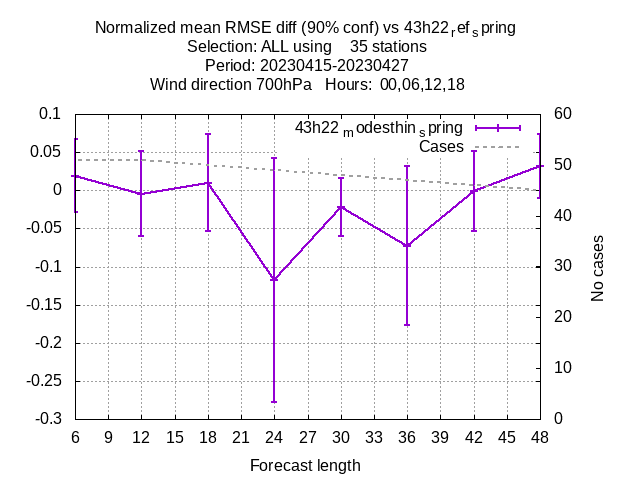 Normalized mean RMSE diff (90% conf) vs 43h22refspring
Selection: ALL using 35 stations
Period: 20230415-20230427
Wind direction 700hPa Hours: 00,06,12,18
43h22modesthinspring
Cases
0.1
0.05
0
-0.05
-0.1
-0.15
-0.2
-0.25
-0.3
60
50
40
30
20
10
0
No cases
6 9 12 15 18 21 24 27 30 33 36 39 42 45 48
Forecast length